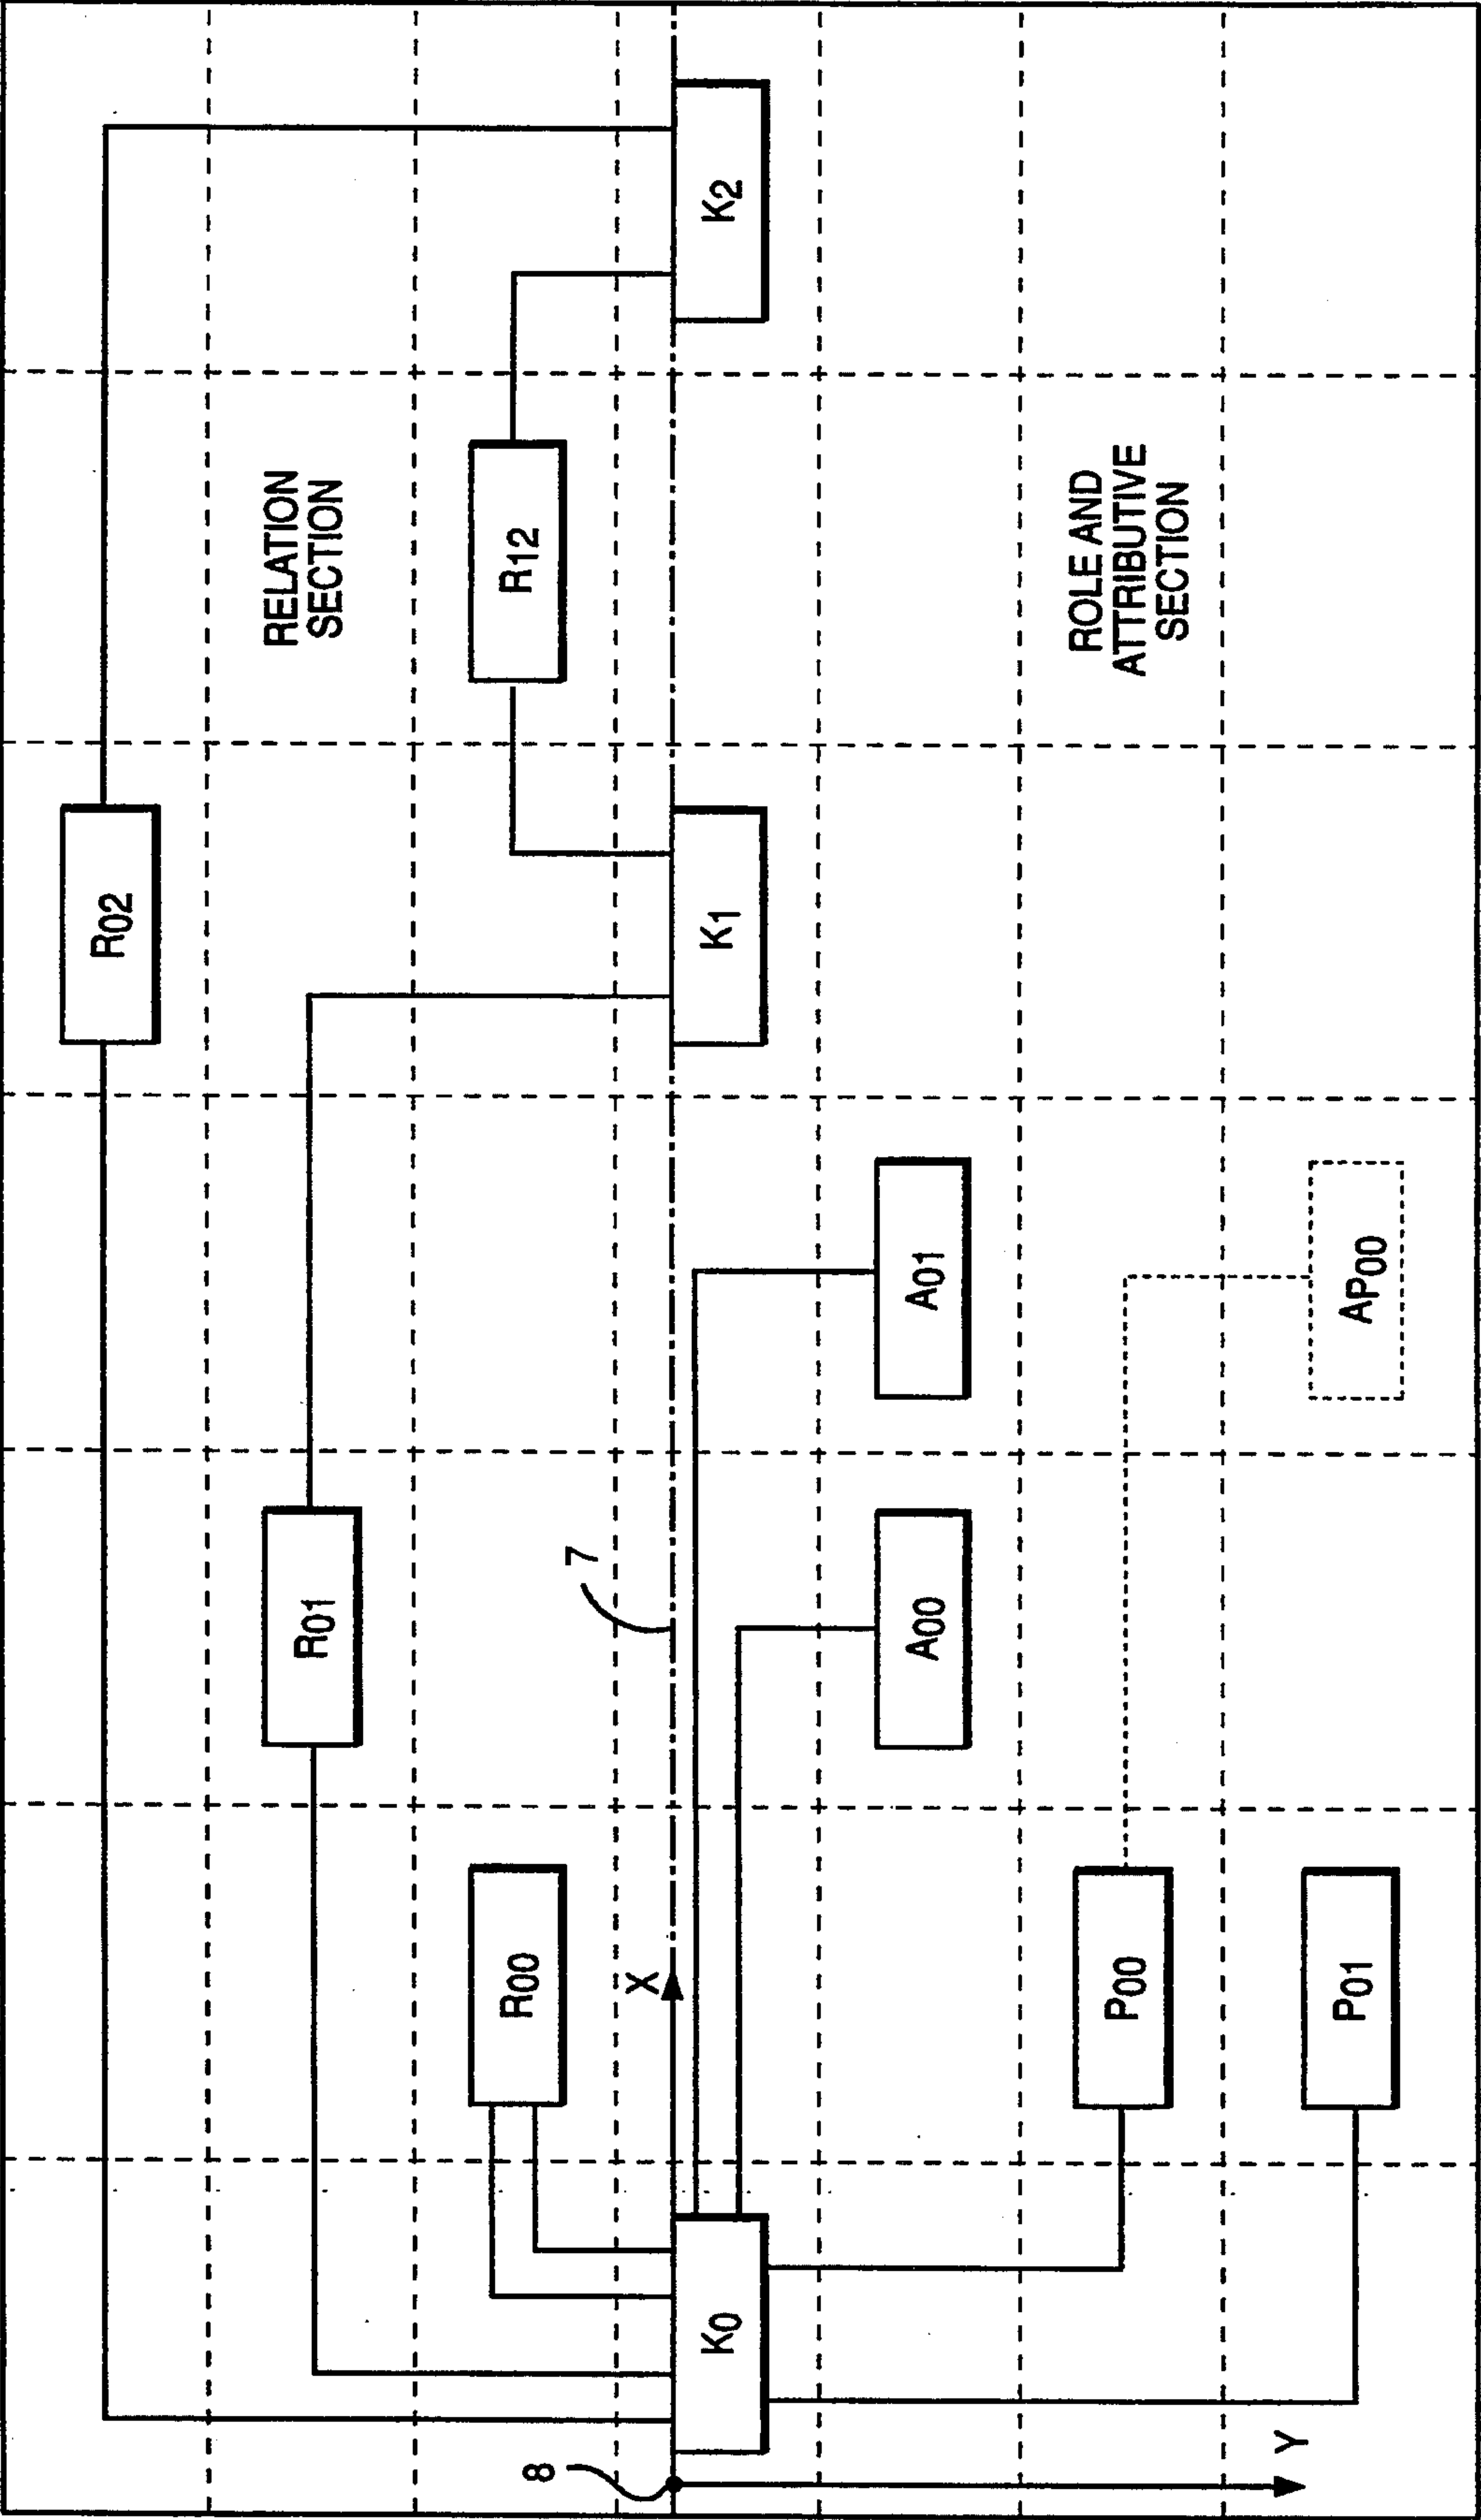 R02
RELATION
SECTION
R01
R00
R12
7
X
8
K0
K1
K2
A00
A01
ROLE AND
ATTRIBUTIVE
SECTION
P00
P01
AP00
Y